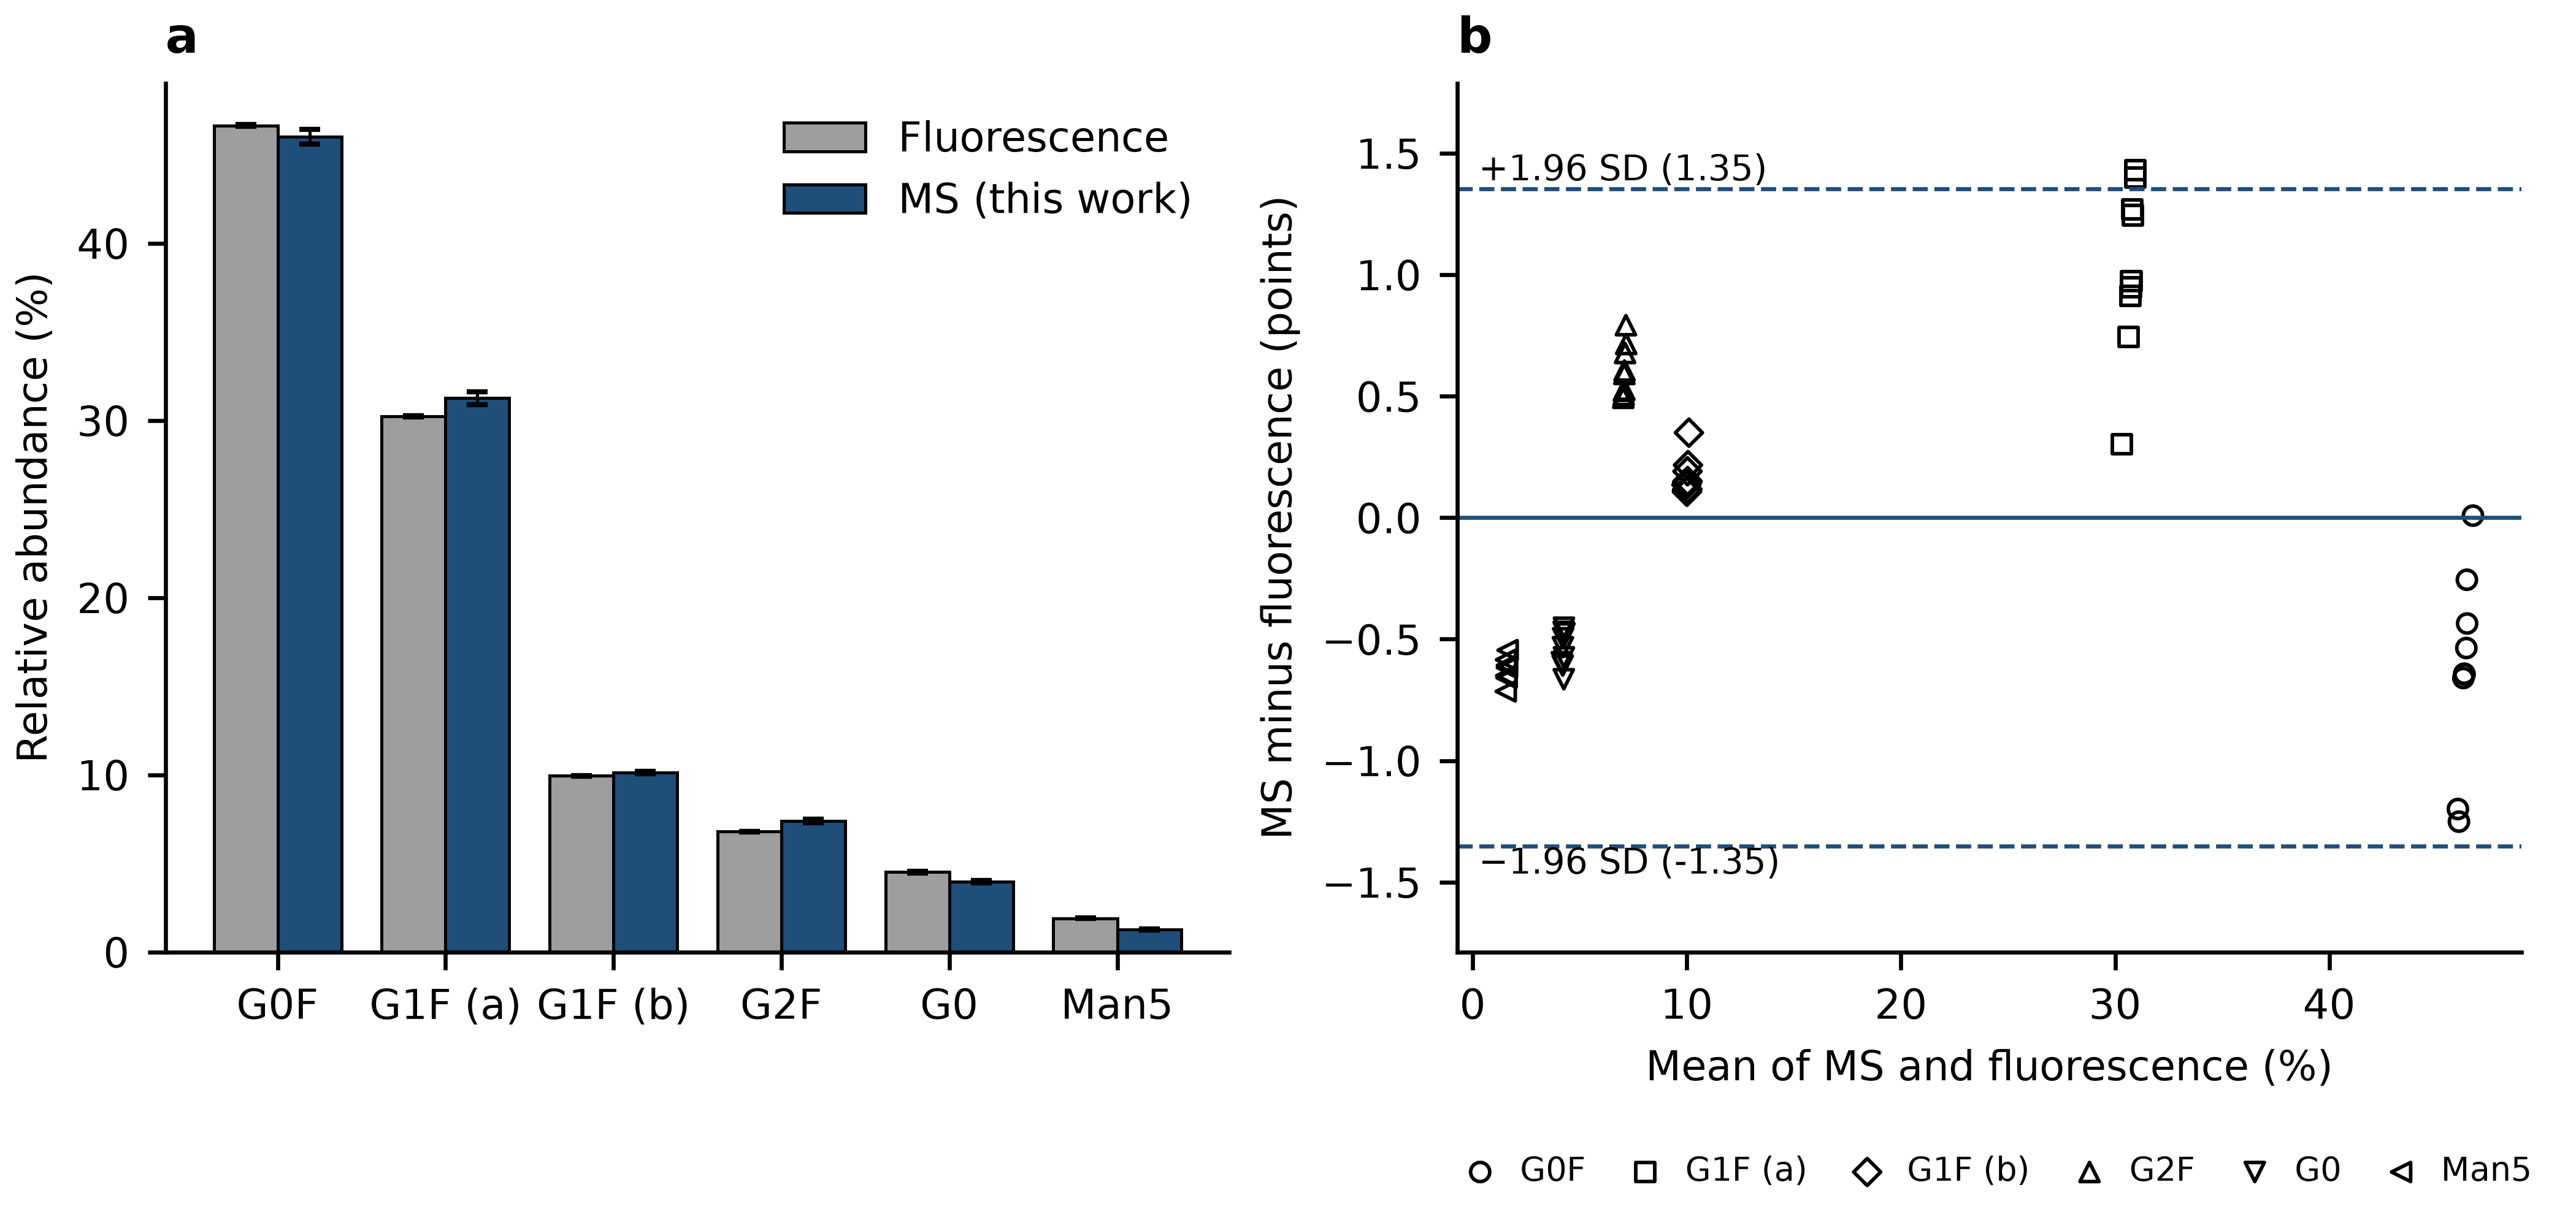 a
Relative abundance (%)
40
30
20
10
0
Fluorescence
MS (this work)
G0F
G1F (a)
G1F (b)
G2F
G0
Man5
b
MS minus fluorescence (points)
1.5
1.0
0.5
0.0
−0.5
−1.0
−1.5
+1.96 SD (1.35)
−1.96 SD (-1.35)
0
10
20
30
40
Mean of MS and fluorescence (%)
G0F
G1F (a)
G1F (b)
G2F
G0
Man5